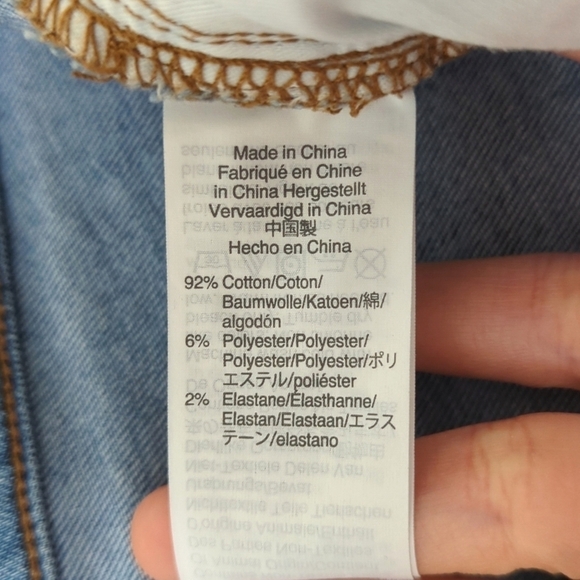 Made in China
Fabriqué en Chine
in China Hergestellt
Vervaardigd in China
中国製
Hecho en China
92% Cotton/Coton/
Baumwolle/Katoen/綿/
algodón
6% Polyester/Polyester/
Polyester/Polyester/ポリ
エステル/poliéster
2% Elastane/Élasthanne/
Elastan/Elastaan/エラス
テーン/elastano